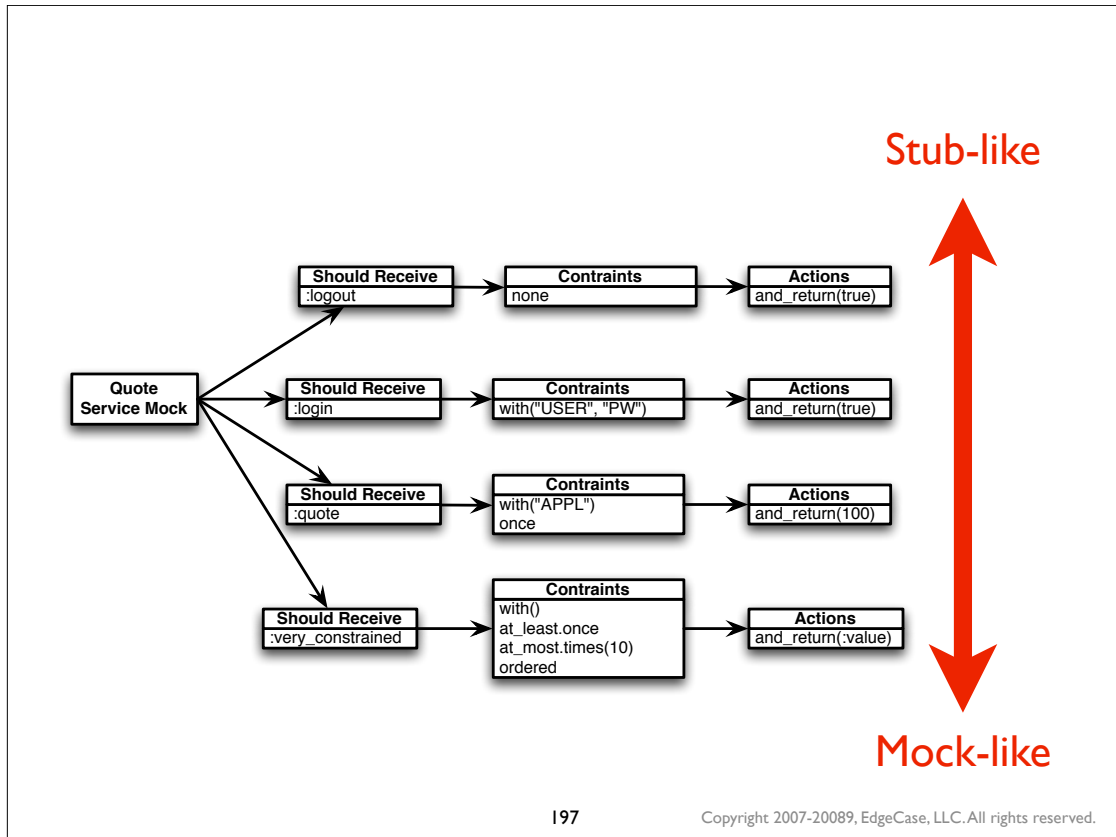 Stub-like
Should Receive
:logout
Contraints
none
Actions
and_return(true)
Quote
Service Mock
Should Receive
:login
Contraints
with("USER", "PW")
Actions
and_return(true)
Should Receive
:quote
Contraints
with("APPL")
once
Actions
and_return(100)
Should Receive
:very_constrained
Contraints
with()
at_least.once
at_most.times(10)
ordered
Actions
and_return(:value)
Mock-like
197
Copyright 2007-20089, EdgeCase, LLC. All rights reserved.